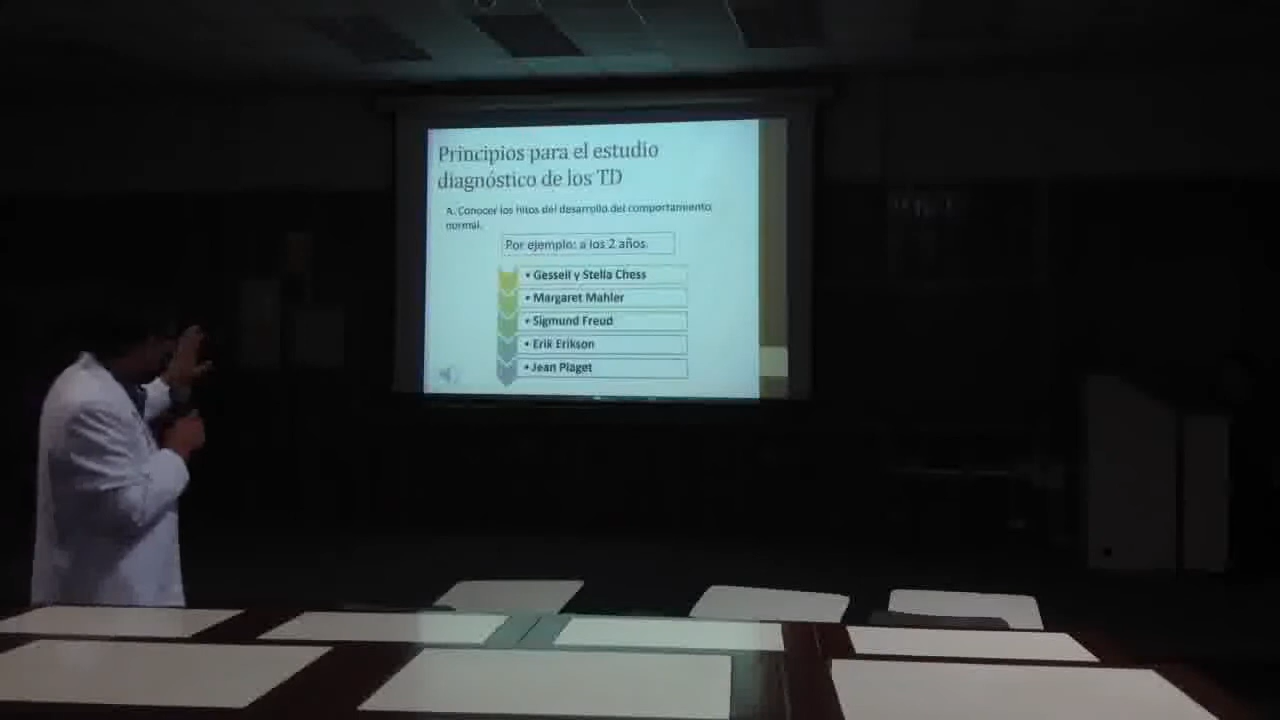 Principios para el estudio
diagnóstico de los TD
A. Conocer los hitos del desarrollo del comportamiento
normal.
Por ejemplo: a los 2 años.
• Gessell y Stella Chess
• Margaret Mahler
• Sigmund Freud
• Erik Erikson
• Jean Piaget